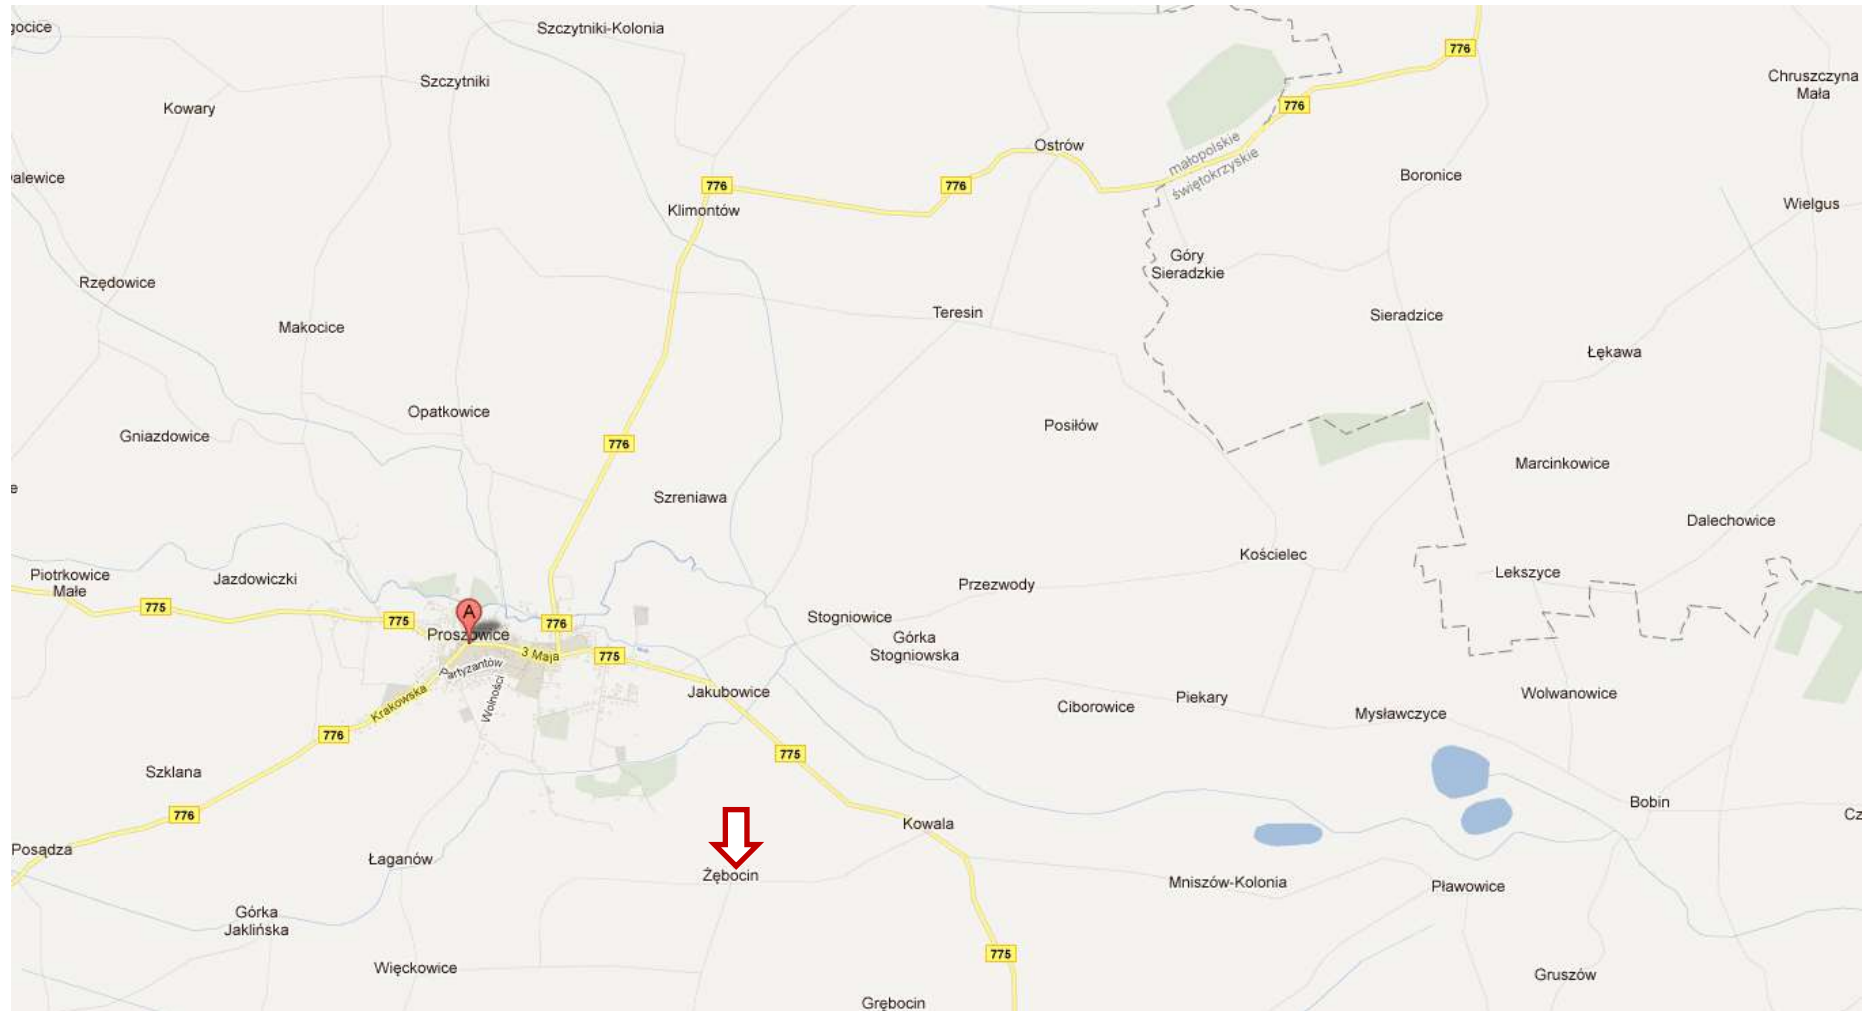 Szczytniki-Kolonia
776
Szczytniki
Chruszczyna
Mała
Kowary
776
Ostrów
małopolskie
świętokrzyskie
alewice
776
776
Boronice
Klimontów
Wielgus
Góry
Sieradzkie
Rzędowice
Teresin
Sieradzice
Makocice
Łękawa
Opatkowice
Posiłów
Gniazdowice
776
Marcinkowice
e
Szreniawa
Dalechowice
Kościelec
Piotrkowice
Małe
Jazdowiczki
Przezwody
Lekszyce
775
775
A
776
Stogniowice
Proszowice
Górka
Stogniowska
3 Maja
775
Partyzantów
Krakowska
Wolności
Jakubowice
Ciborowice
Piekary
Wolwanowice
Mysławczyce
776
775
Szklana
Bobin
776
Kowala
Cz
Posądza
Łaganów
Żębocin
Mniszów-Kolonia
Pławowice
Górka
Jaklińska
775
Więckowice
Gruszów
Grębocin